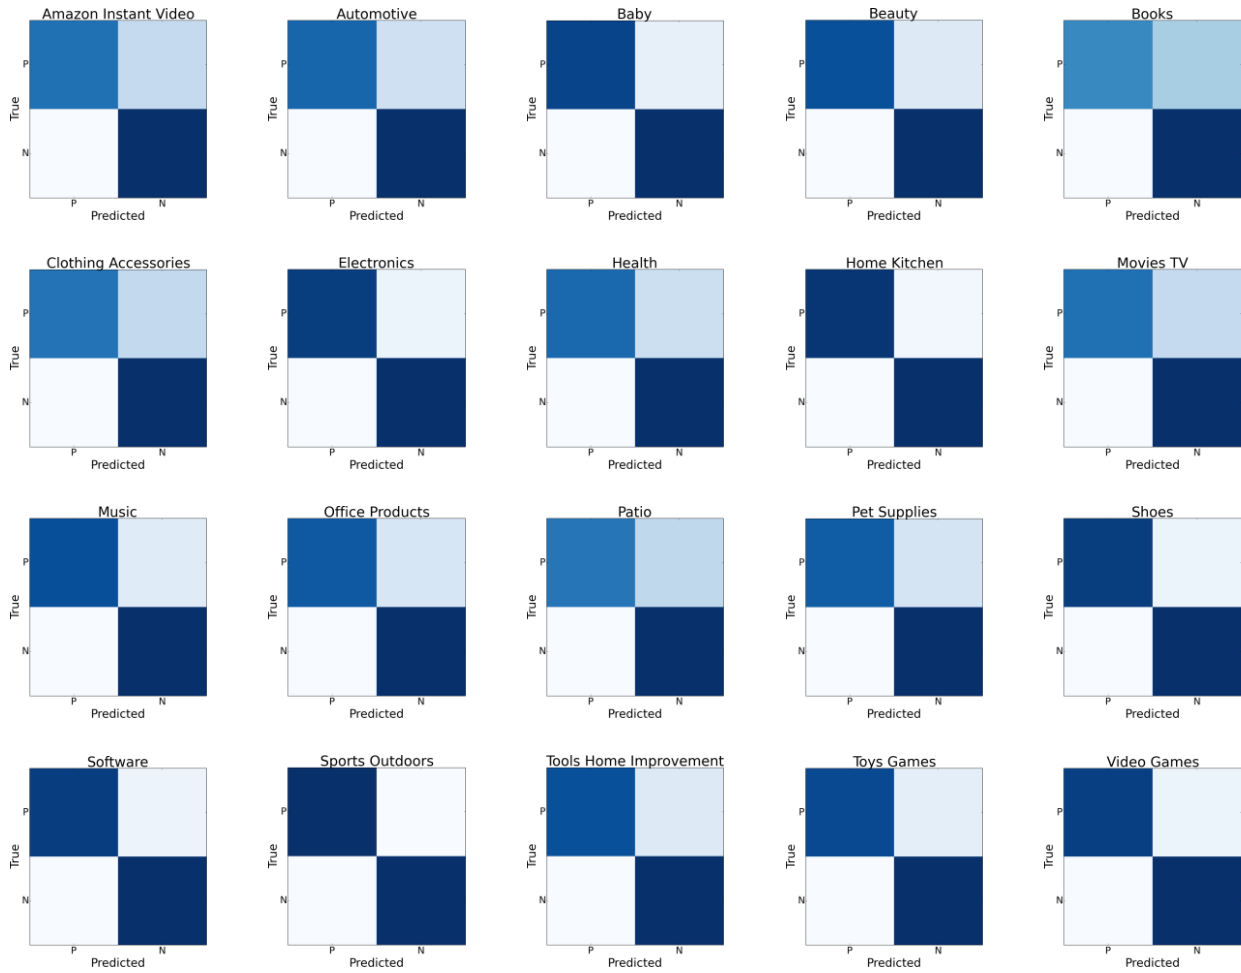 Amazon Instant Video
True
P
N
P N
Predicted
Automotive
True
P
N
P N
Predicted
Baby
True
P
N
P N
Predicted
Beauty
True
P
N
P N
Predicted
Books
True
P
N
P N
Predicted
Clothing Accessories
True
P
N
P N
Predicted
Electronics
True
P
N
P N
Predicted
Health
True
P
N
P N
Predicted
Home Kitchen
True
P
N
P N
Predicted
Movies TV
True
P
N
P N
Predicted
Music
True
P
N
P N
Predicted
Office Products
True
P
N
P N
Predicted
Patio
True
P
N
P N
Predicted
Pet Supplies
True
P
N
P N
Predicted
Shoes
True
P
N
P N
Predicted
Software
True
P
N
P N
Predicted
Sports Outdoors
True
P
N
P N
Predicted
Tools Home Improvement
True
P
N
P N
Predicted
Toys Games
True
P
N
P N
Predicted
Video Games
True
P
N
P N
Predicted